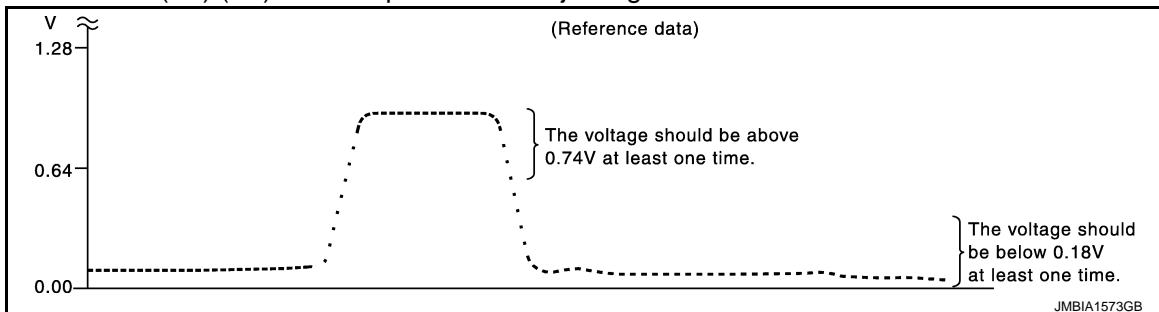 V
(Reference data)
1.28
The voltage should be above
0.74V at least one time.
0.64
The voltage should
be below 0.18V
at least one time.
0.00
JMBIA1573GB